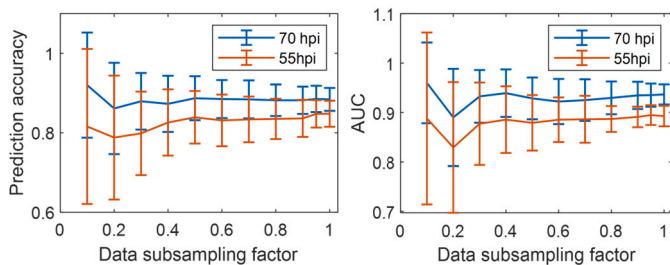 70 hpi
55hpi
1
0.8
0.6
Prediction accuracy
0 0.2 0.4 0.6 0.8 1
Data subsampling factor
70 hpi
55hpi
1.1
1
0.9
0.8
0.7
AUC
0 0.2 0.4 0.6 0.8 1
Data subsampling factor